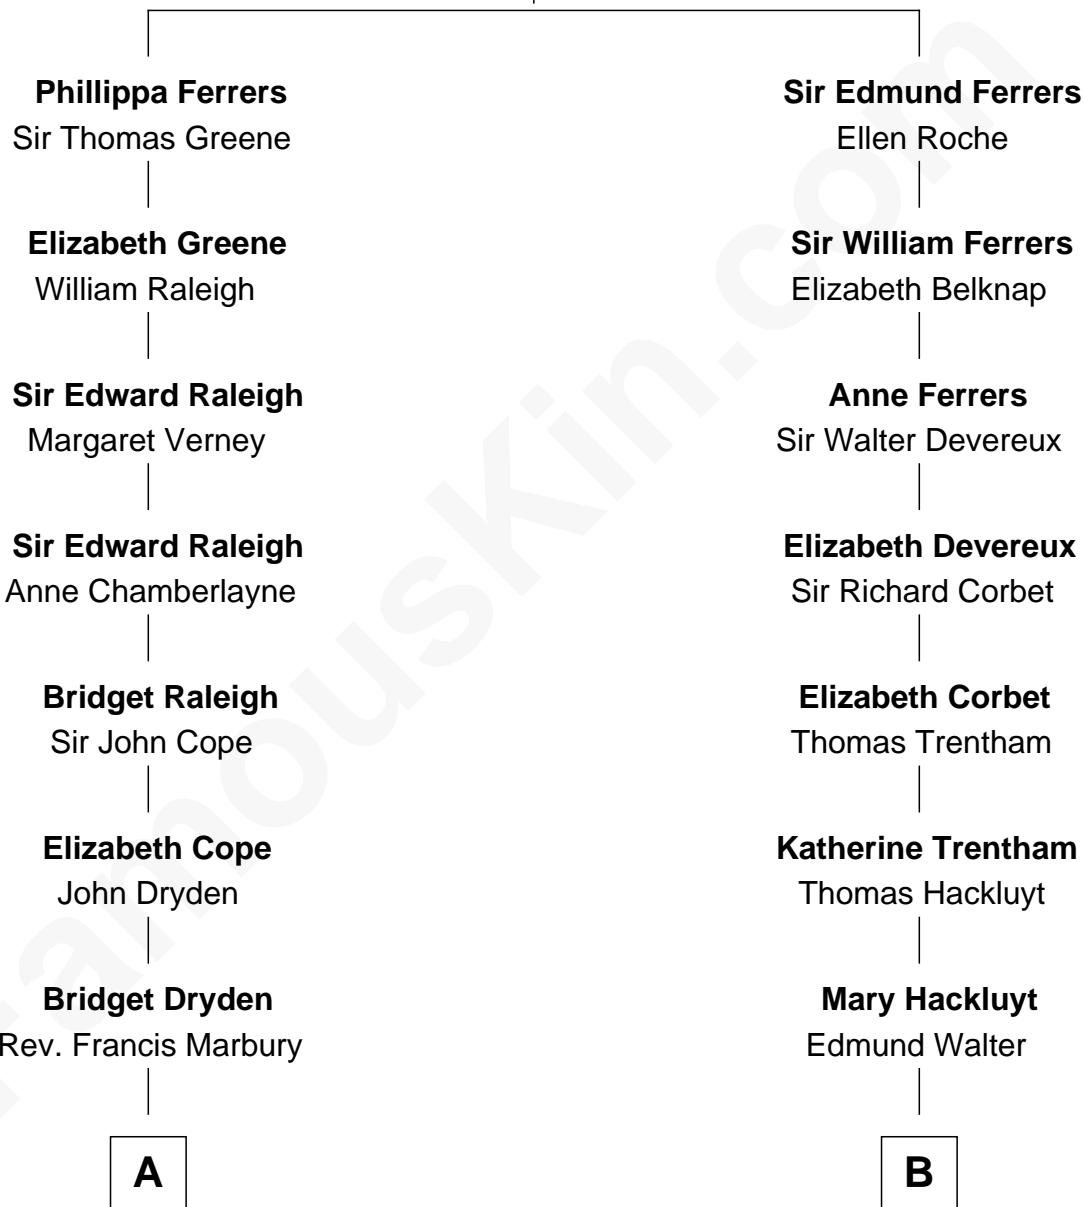 Phillippa Ferrers
Sir Thomas Greene
Elizabeth Greene
William Raleigh
Sir Edward Raleigh
Margaret Verney
Sir Edward Raleigh
Anne Chamberlayne
Bridget Raleigh
Sir John Cope
Elizabeth Cope
John Dryden
Bridget Dryden
Rev. Francis Marbury
A
Sir Edmund Ferrers
Ellen Roche
Sir William Ferrers
Elizabeth Belknap
Anne Ferrers
Sir Walter Devereux
Elizabeth Devereux
Sir Richard Corbet
Elizabeth Corbet
Thomas Trentham
Katherine Trentham
Thomas Hackluyt
Mary Hackluyt
Edmund Walter
B
FamousKin.com